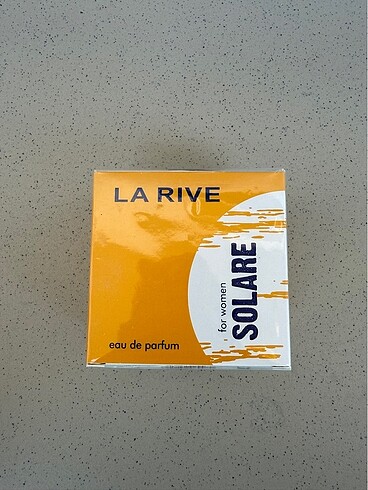 LA RIVE
for women
SOLARE
eau de parfum